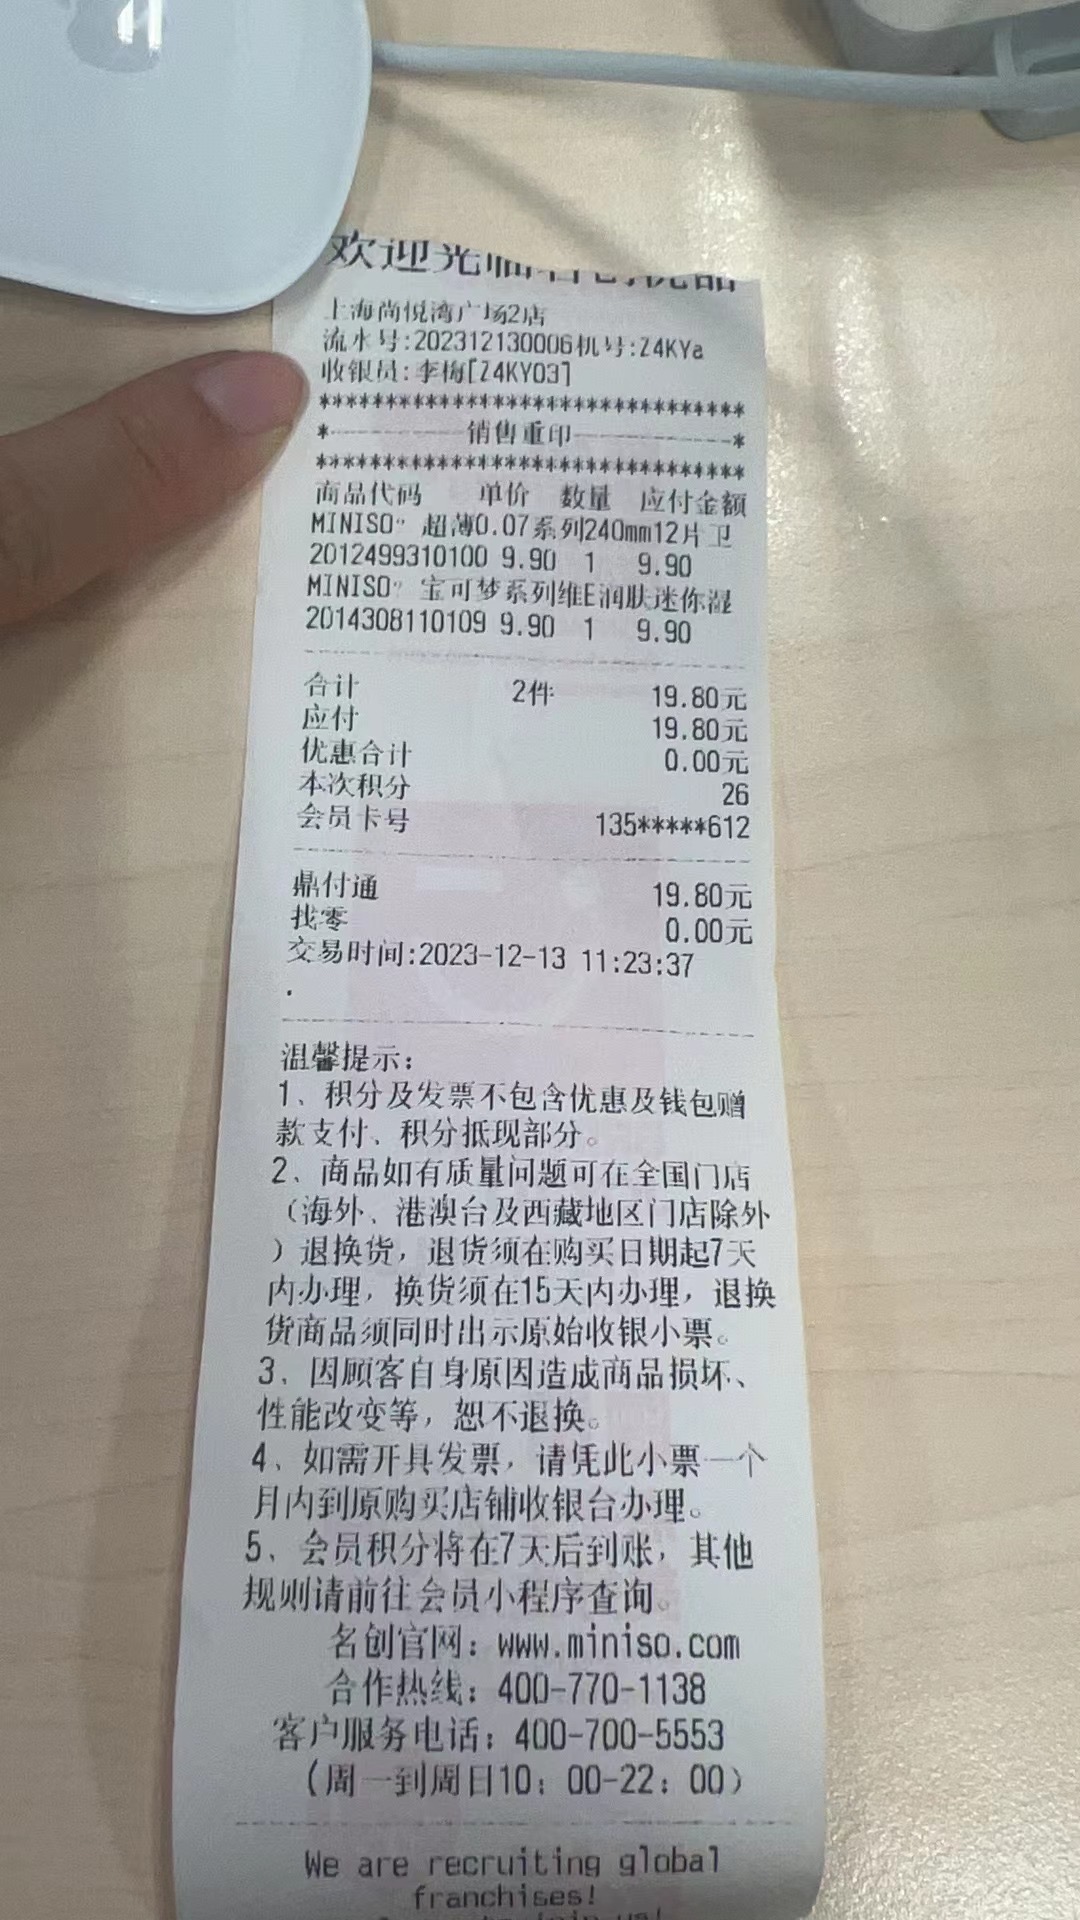 欢迎光临名创优品
上海尚悦湾广场2店
流水号:202312130006机号:Z4KYa
收银员:李梅[Z4KY03]
*********************************
*-----------销售重印-----------*
*********************************
商品代码 单价 数量 应付金额
MINISO? 超薄0.07系列240mm12片卫
2012499310100 9.90 1 9.90
MINISO? 宝可梦系列维E润肤迷你湿
2014308110109 9.90 1 9.90
合计 2件 19.80元
应付 19.80元
优惠合计 0.00元
本次积分 26
会员卡号 135*****612
鼎付通 19.80元
找零 0.00元
交易时间:2023-12-13 11:23:37
.
温馨提示:
1、积分及发票不包含优惠及钱包赠
款支付、积分抵现部分。
2、商品如有质量问题可在全国门店
(海外、港澳台及西藏地区门店除外
)退换货,退货须在购买日期起7天
内办理,换货须在15天内办理,退换
货商品须同时出示原始收银小票。
3、因顾客自身原因造成商品损坏、
性能改变等,恕不退换。
4、如需开具发票,请凭此小票一个
月内到原购买店铺收银台办理。
5、会员积分将在7天后到账,其他
规则请前往会员小程序查询。
名创官网:www.miniso.com
合作热线:400-770-1138
客户服务电话:400-700-5553
(周一到周日10:00-22:00)
We are recruiting global
franchises!
join us!